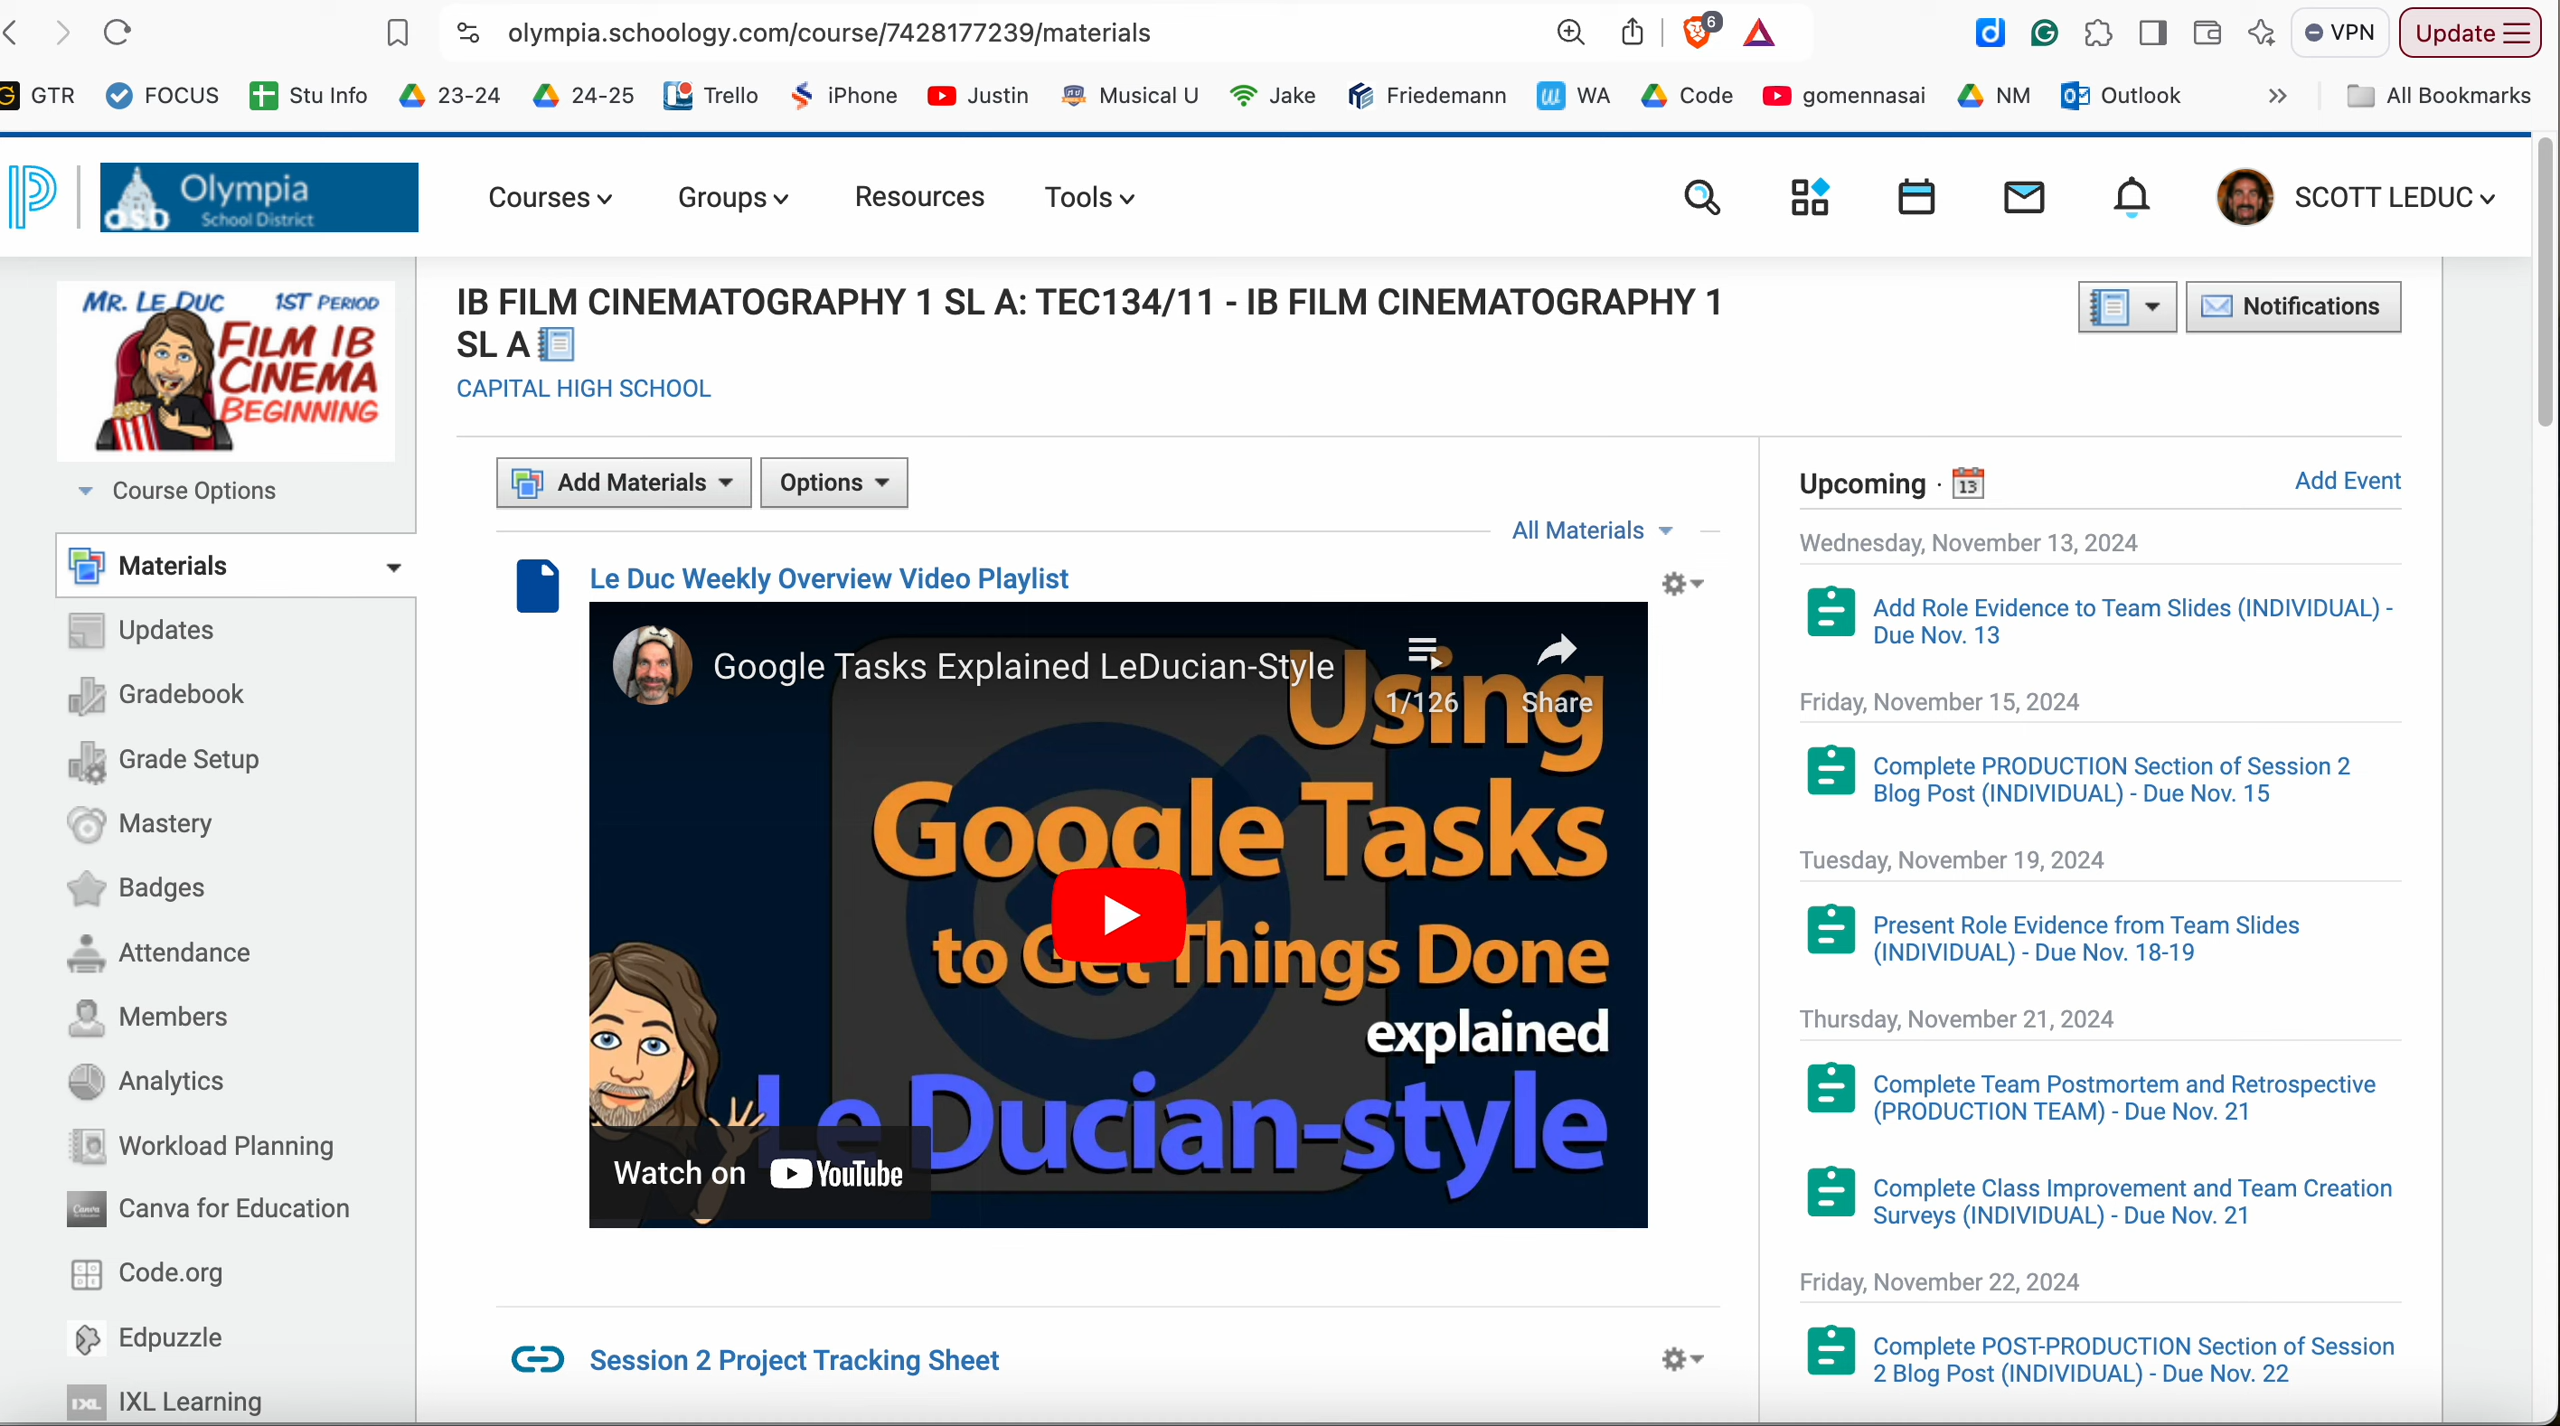 olympia.schoology.com/course/7428177239/materials
6
VPN
Update
GTR
FOCUS
Stu Info
23-24
24-25
Trello
iPhone
Justin
Musical U
Jake
Friedemann
WA
Code
gomennasai
NM
Outlook
All Bookmarks
Olympia
School District
osd
Courses
Groups
Resources
Tools
SCOTT LEDUC
MR. LE DUC 1ST PERIOD
FILM IB
CINEMA
BEGINNING
Course Options
Materials
Updates
Gradebook
Grade Setup
Mastery
Badges
Attendance
Members
Analytics
Workload Planning
Canva for Education
Code.org
Edpuzzle
IXL Learning
IB FILM CINEMATOGRAPHY 1 SL A: TEC134/11 - IB FILM CINEMATOGRAPHY 1
SL A
CAPITAL HIGH SCHOOL
Notifications
Add Materials
Options
All Materials
Le Duc Weekly Overview Video Playlist
Google Tasks Explained LeDucian-Style
1/126
Share
Using
Google Tasks
to Get Things Done
explained
Le Ducian-style
Watch on YouTube
Session 2 Project Tracking Sheet
Upcoming · 13
Add Event
Wednesday, November 13, 2024
Add Role Evidence to Team Slides (INDIVIDUAL) -
Due Nov. 13
Friday, November 15, 2024
Complete PRODUCTION Section of Session 2
Blog Post (INDIVIDUAL) - Due Nov. 15
Tuesday, November 19, 2024
Present Role Evidence from Team Slides
(INDIVIDUAL) - Due Nov. 18-19
Thursday, November 21, 2024
Complete Team Postmortem and Retrospective
(PRODUCTION TEAM) - Due Nov. 21
Complete Class Improvement and Team Creation
Surveys (INDIVIDUAL) - Due Nov. 21
Friday, November 22, 2024
Complete POST-PRODUCTION Section of Session
2 Blog Post (INDIVIDUAL) - Due Nov. 22